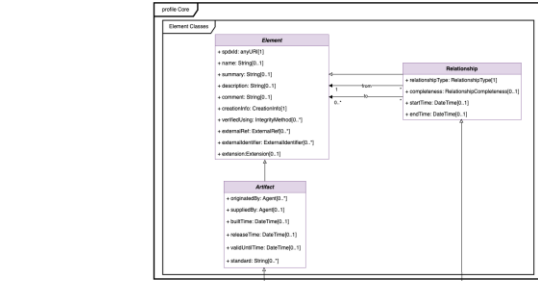 profile Core
Element Classes
Element
+ spdxId: anyURI[1]
+ name: String[0..1]
+ summary: String[0..1]
+ description: String[0..1]
+ comment: String[0..1]
+ creationInfo: CreationInfo[1]
+ verifiedUsing: IntegrityMethod[0..*]
+ externalRef: ExternalRef[0..*]
+ externalIdentifier: ExternalIdentifier[0..*]
+ extension:Extension[0..1]
Relationship
+ relationshipType: RelationshipType[1]
+ completeness: RelationshipCompleteness[0..1]
+ startTime: DateTime[0..1]
+ endTime: DateTime[0..1]
1 from *
0..* to *
Artifact
+ originatedBy: Agent[0..*]
+ suppliedBy: Agent[0..1]
+ builtTime: DateTime[0..1]
+ releaseTime: DateTime[0..1]
+ validUntilTime: DateTime[0..1]
+ standard: String[0..*]